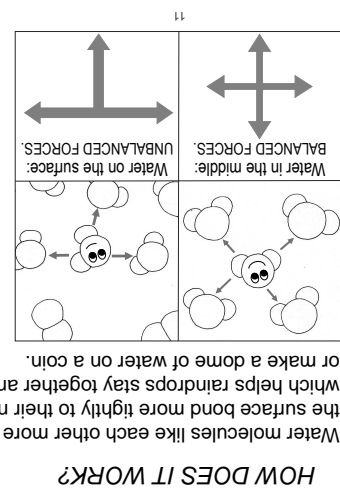 HOW DOES IT WORK?
Water molecules like each other more
the surface bond more tightly to their
which helps raindrops stay together
or make a dome of water on a coin.
Water in the middle:
BALANCED FORCES.
Water on the surface:
UNBALANCED FORCES.
11